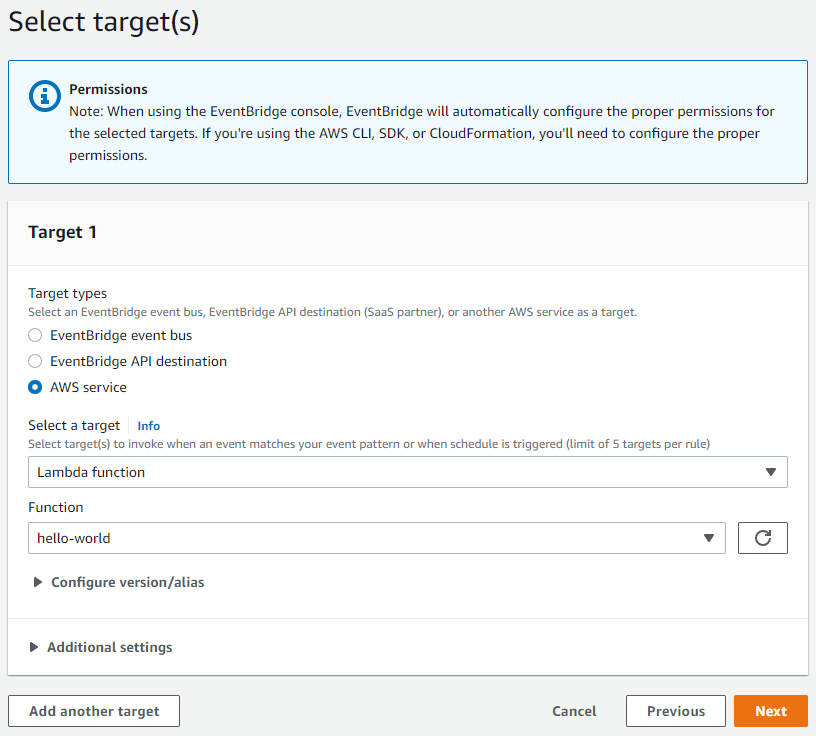 Select target(s)
Permissions
Note: When using the EventBridge console, EventBridge will automatically configure the proper permissions for
the selected targets. If you're using the AWS CLI, SDK, or CloudFormation, you'll need to configure the proper
permissions.
Target 1
Target types
Select an EventBridge event bus, EventBridge API destination (SaaS partner), or another AWS service as a target.
EventBridge event bus
EventBridge API destination
AWS service
Select a target Info
Select target(s) to invoke when an event matches your event pattern or when schedule is triggered (limit of 5 targets per rule)
Lambda function
Function
hello-world
Configure version/alias
Additional settings
Add another target Cancel Previous Next